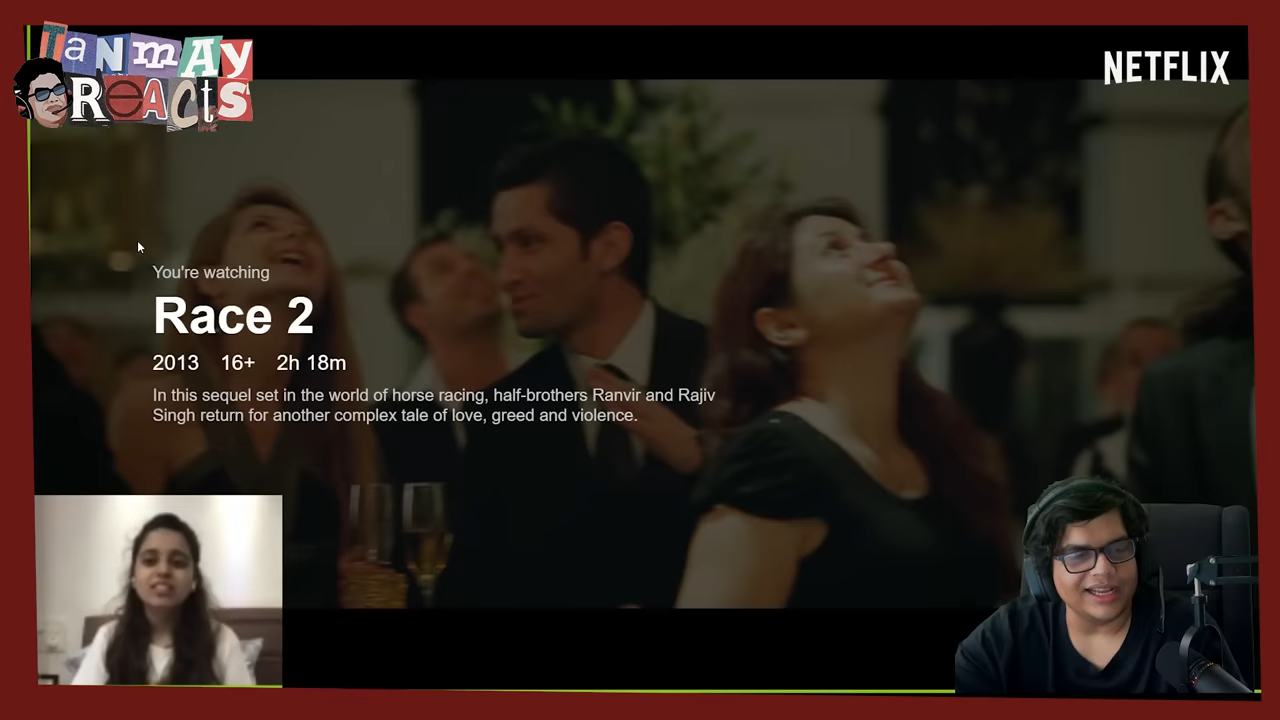 TaNmAy
ReACtS
NETFLIX
You're watching
Race 2
2013 16+ 2h 18m
In this sequel set in the world of horse racing, half-brothers Ranvir and Rajiv
Singh return for another complex tale of love, greed and violence.